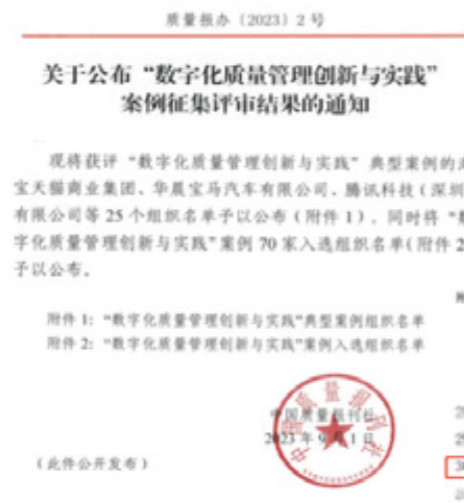 质量报办（2023）2 号
关于公布“数字化质量管理创新与实践”
案例征集评审结果的通知
现将获评“数字化质量管理创新与实践”典型案例的
宝天猫商业集团、华晨宝马汽车有限公司、腾讯科技（深圳
有限公司等 25 个组织名单予以公布（附件 1），同时将“
字化质量管理创新与实践”案例 70 家入选组织名单（附件 2
予以公布。
附件 1：“数字化质量管理创新与实践”典型案例组织名单
附件 2：“数字化质量管理创新与实践”案例入选组织名单
中国质量报刊社
2023 年 9 月 1 日
（此件公开发布）